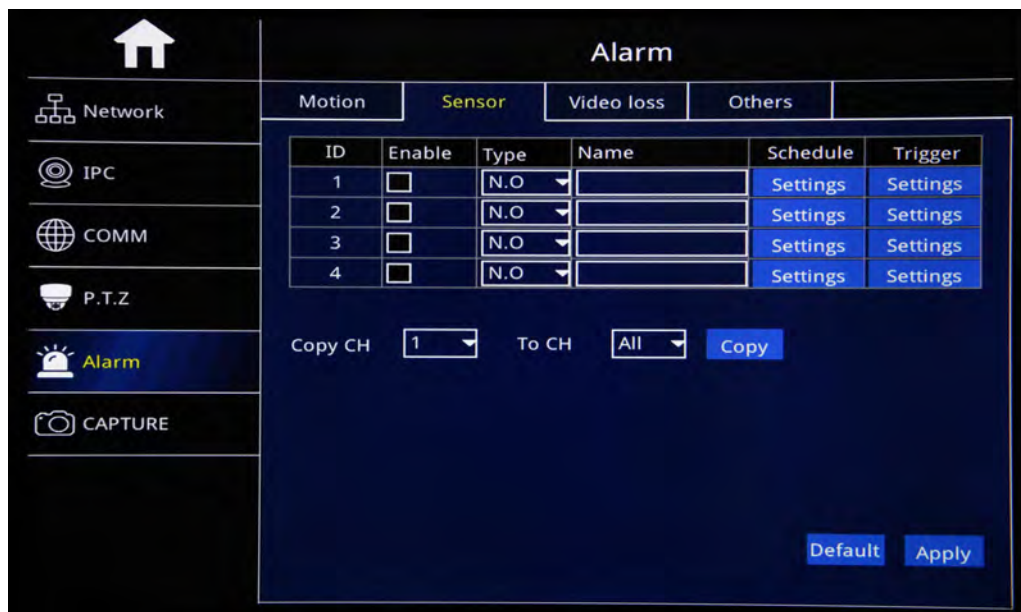 Alarm
Network
IPC
COMM
P.T.Z
Alarm
CAPTURE
Motion Sensor Video loss Others
ID Enable Type Name Schedule Trigger
1 N.O Settings Settings
2 N.O Settings Settings
3 N.O Settings Settings
4 N.O Settings Settings
Copy CH 1 To CH All Copy
Default Apply